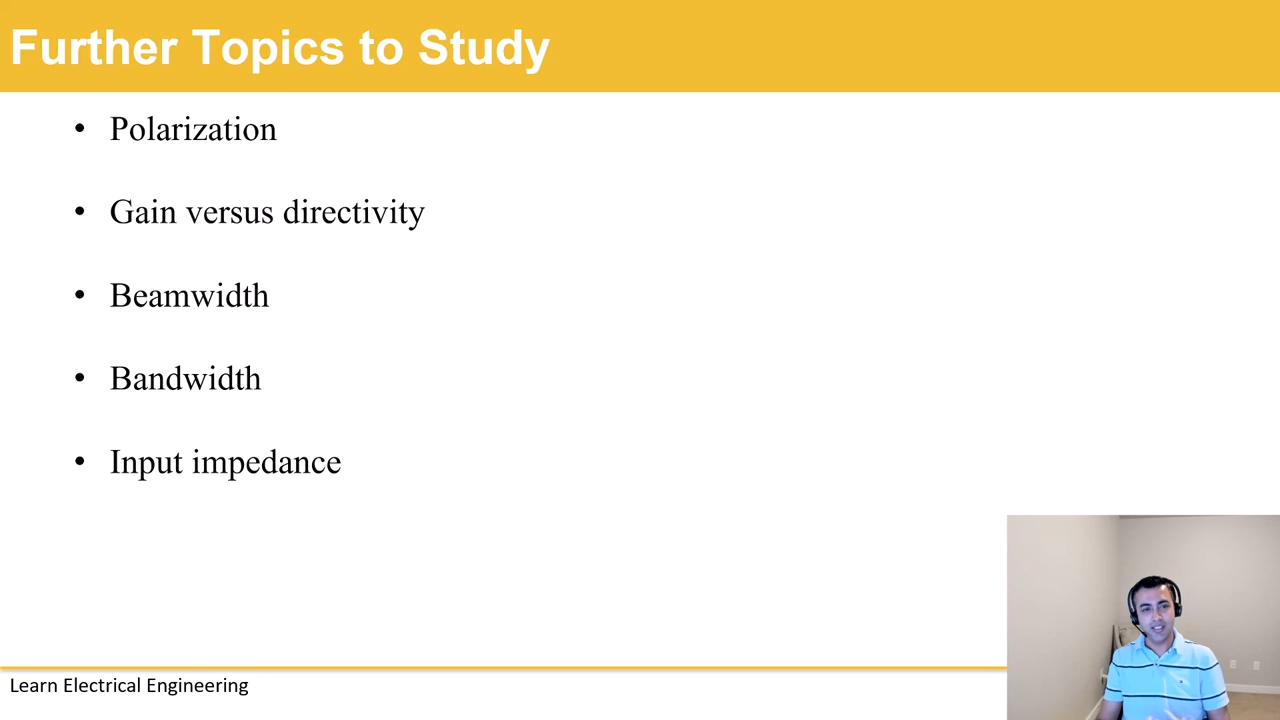 Further Topics to Study
• Polarization
• Gain versus directivity
• Beamwidth
• Bandwidth
• Input impedance
Learn Electrical Engineering